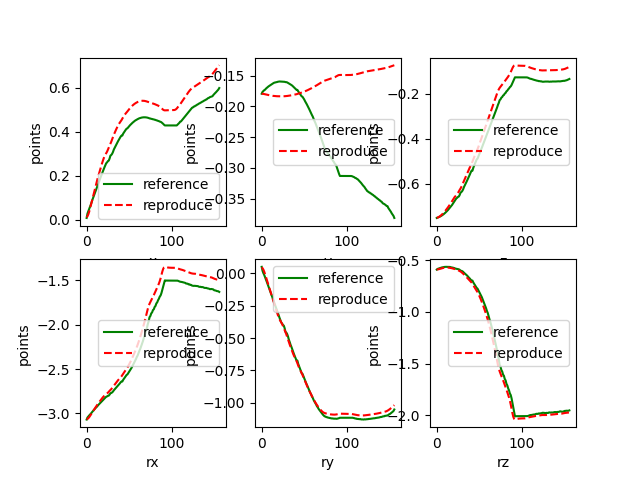 0.6
0.4
0.2
0.0
points
0
100
reference
reproduce
−0.15
−0.20
−0.25
−0.30
−0.35
points
reference
reproduce
−0.2
−0.4
−0.6
points
0
100
reference
reproduce
−1.5
−2.0
−2.5
−3.0
points
0
100
rx
reference
reproduce
0.00
−0.25
−0.50
−0.75
−1.00
points
0
100
ry
reference
reproduce
−0.5
−1.0
−1.5
−2.0
points
0
100
rz
reference
reproduce